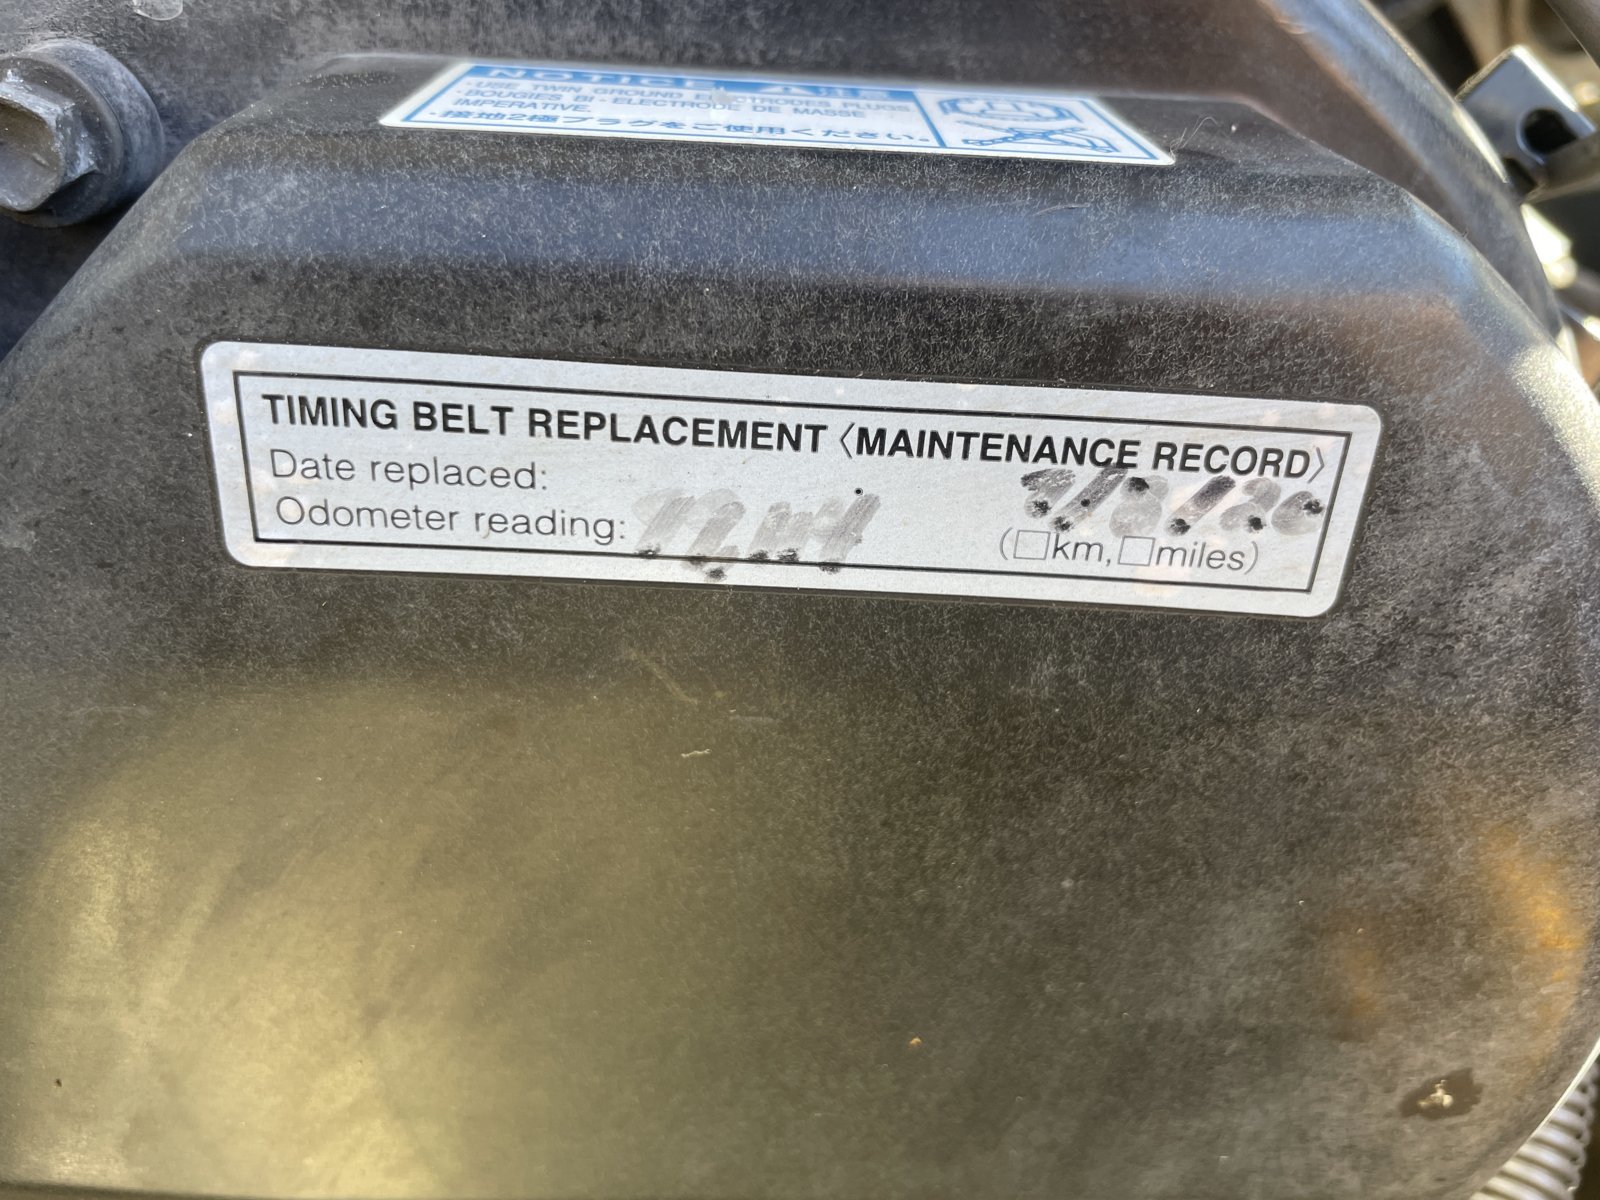 NOTICE 注意
·USE TWIN GROUND ELECTRODES PLUGS
·BOUGIES BI-ELECTRODE DE MASSE
IMPERATIVE
·接地2極プラグをご使用ください。
TIMING BELT REPLACEMENT〈MAINTENANCE RECORD〉
Date replaced:
Odometer reading: (□km,□miles)